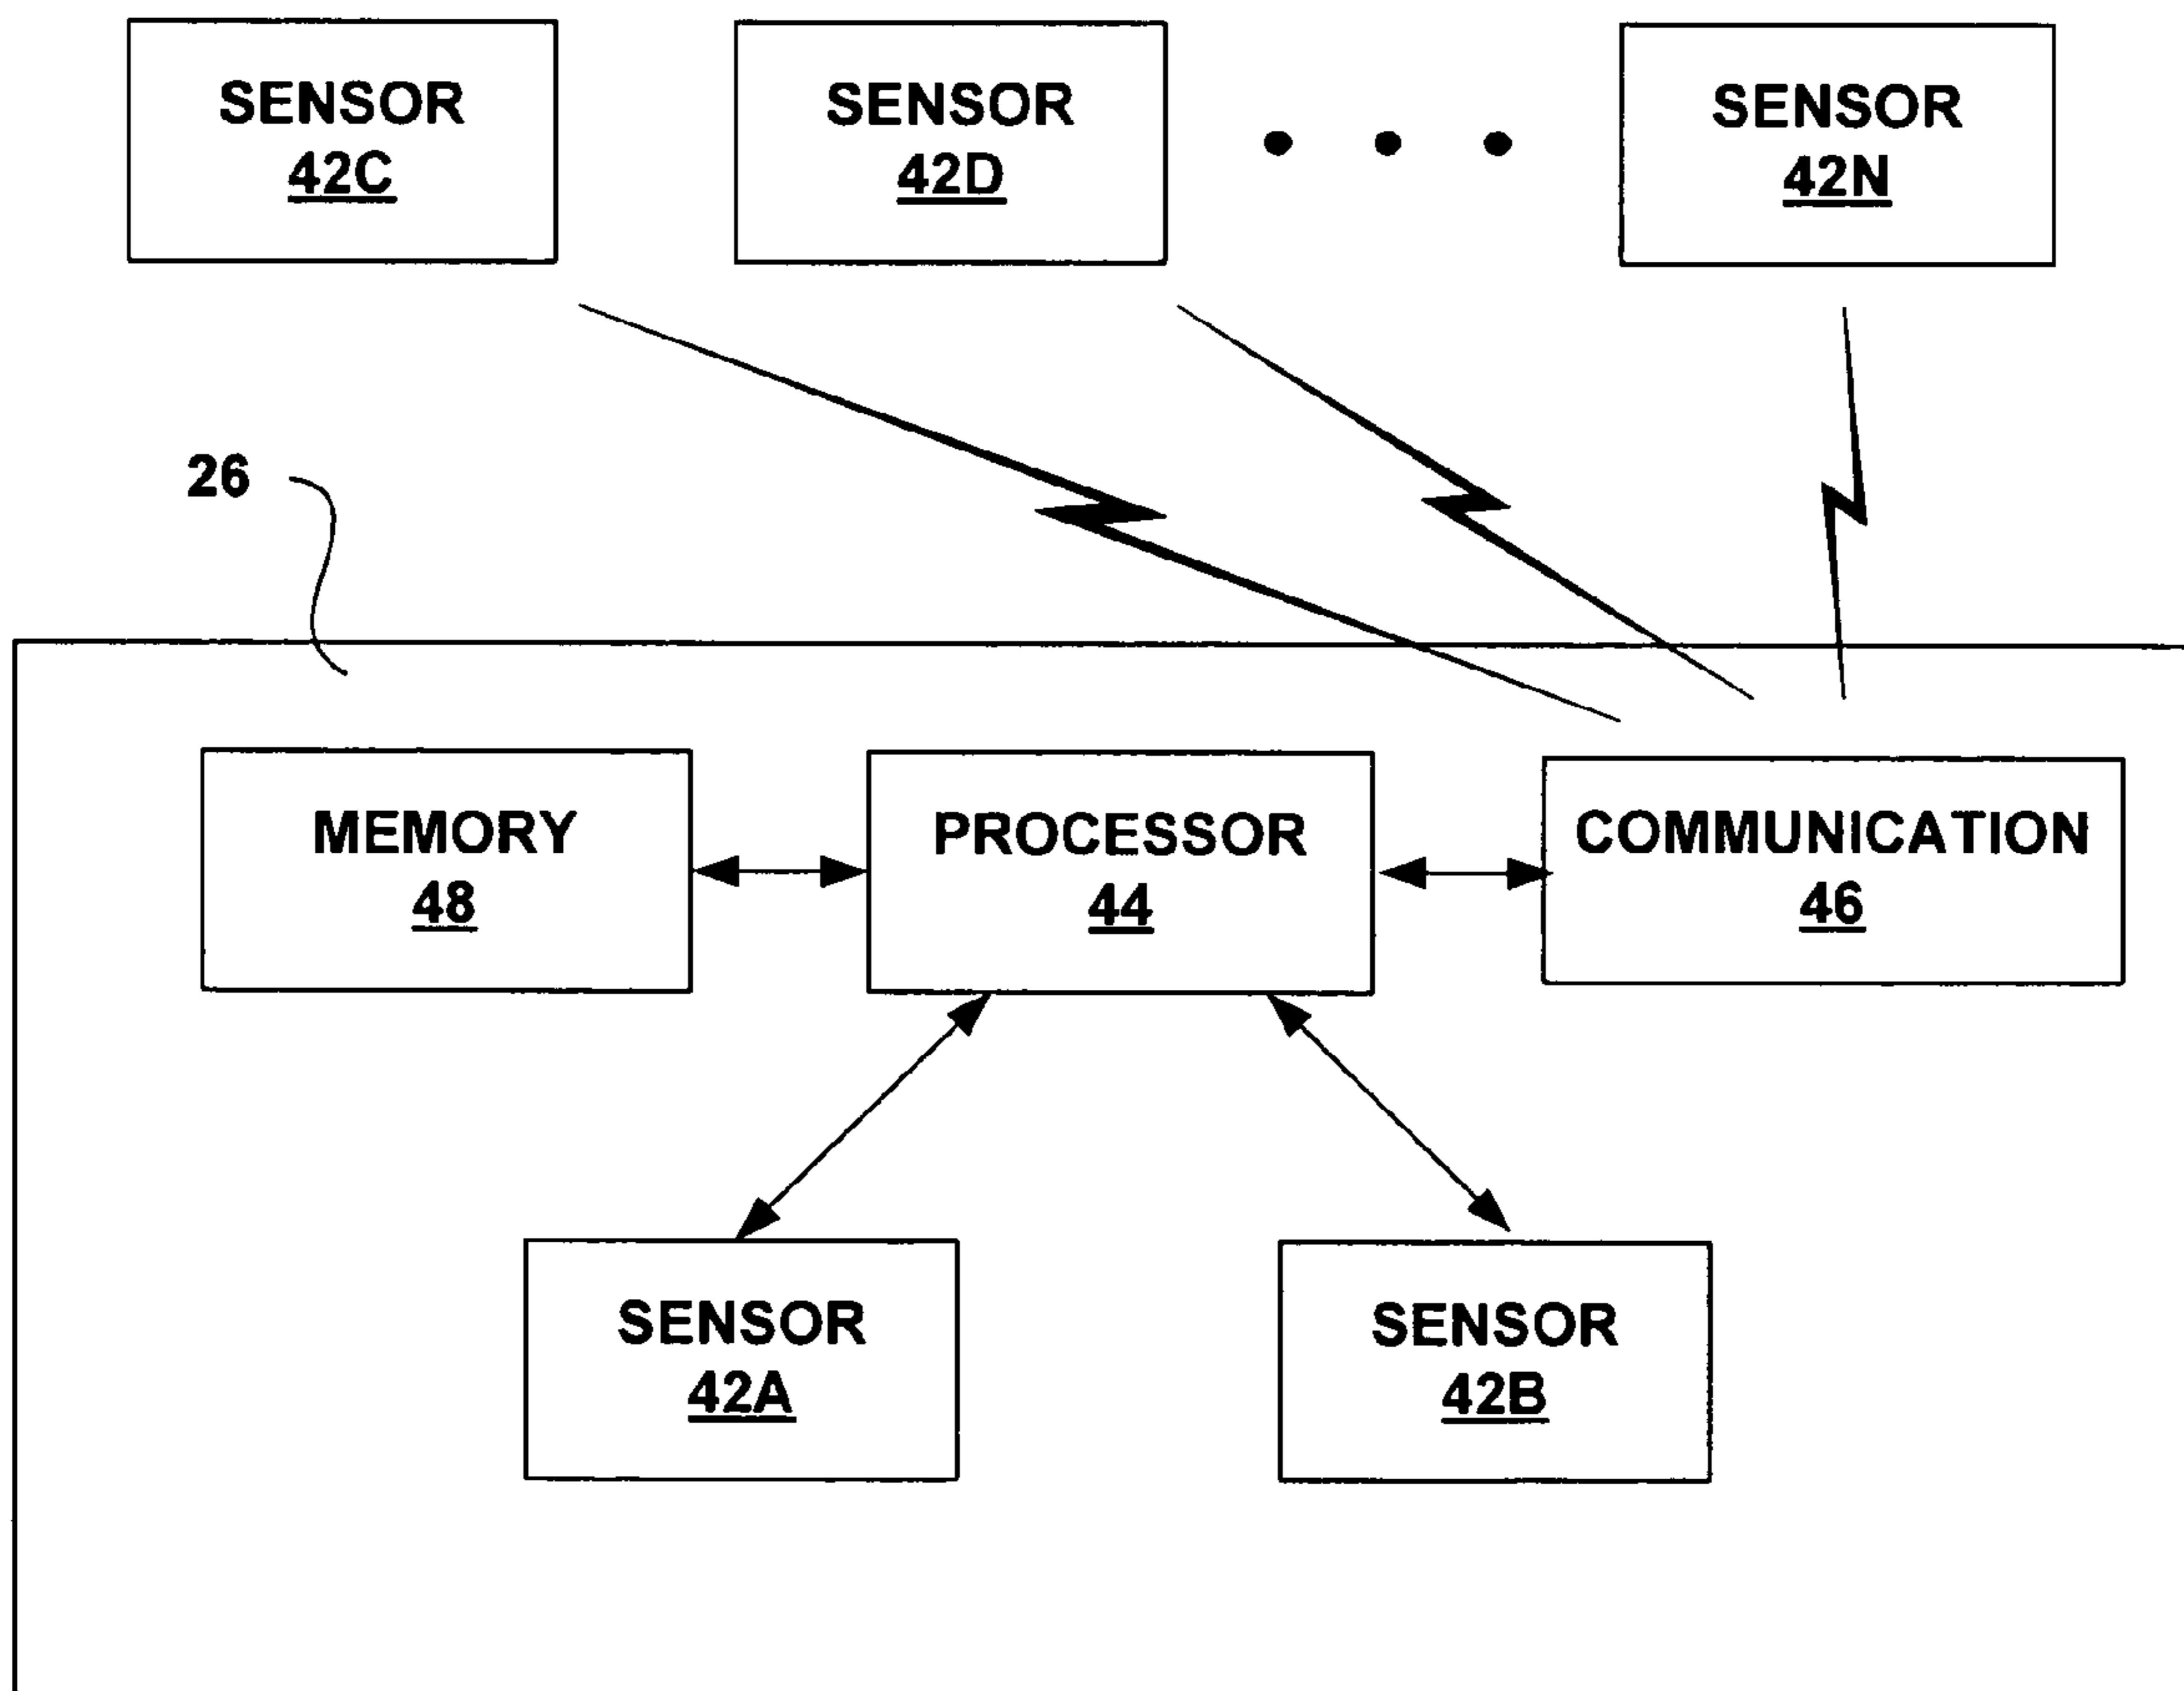 SENSOR
42C
SENSOR
42D
SENSOR
42N
26
MEMORY
48
PROCESSOR
44
COMMUNICATION
46
SENSOR
42A
SENSOR
42B